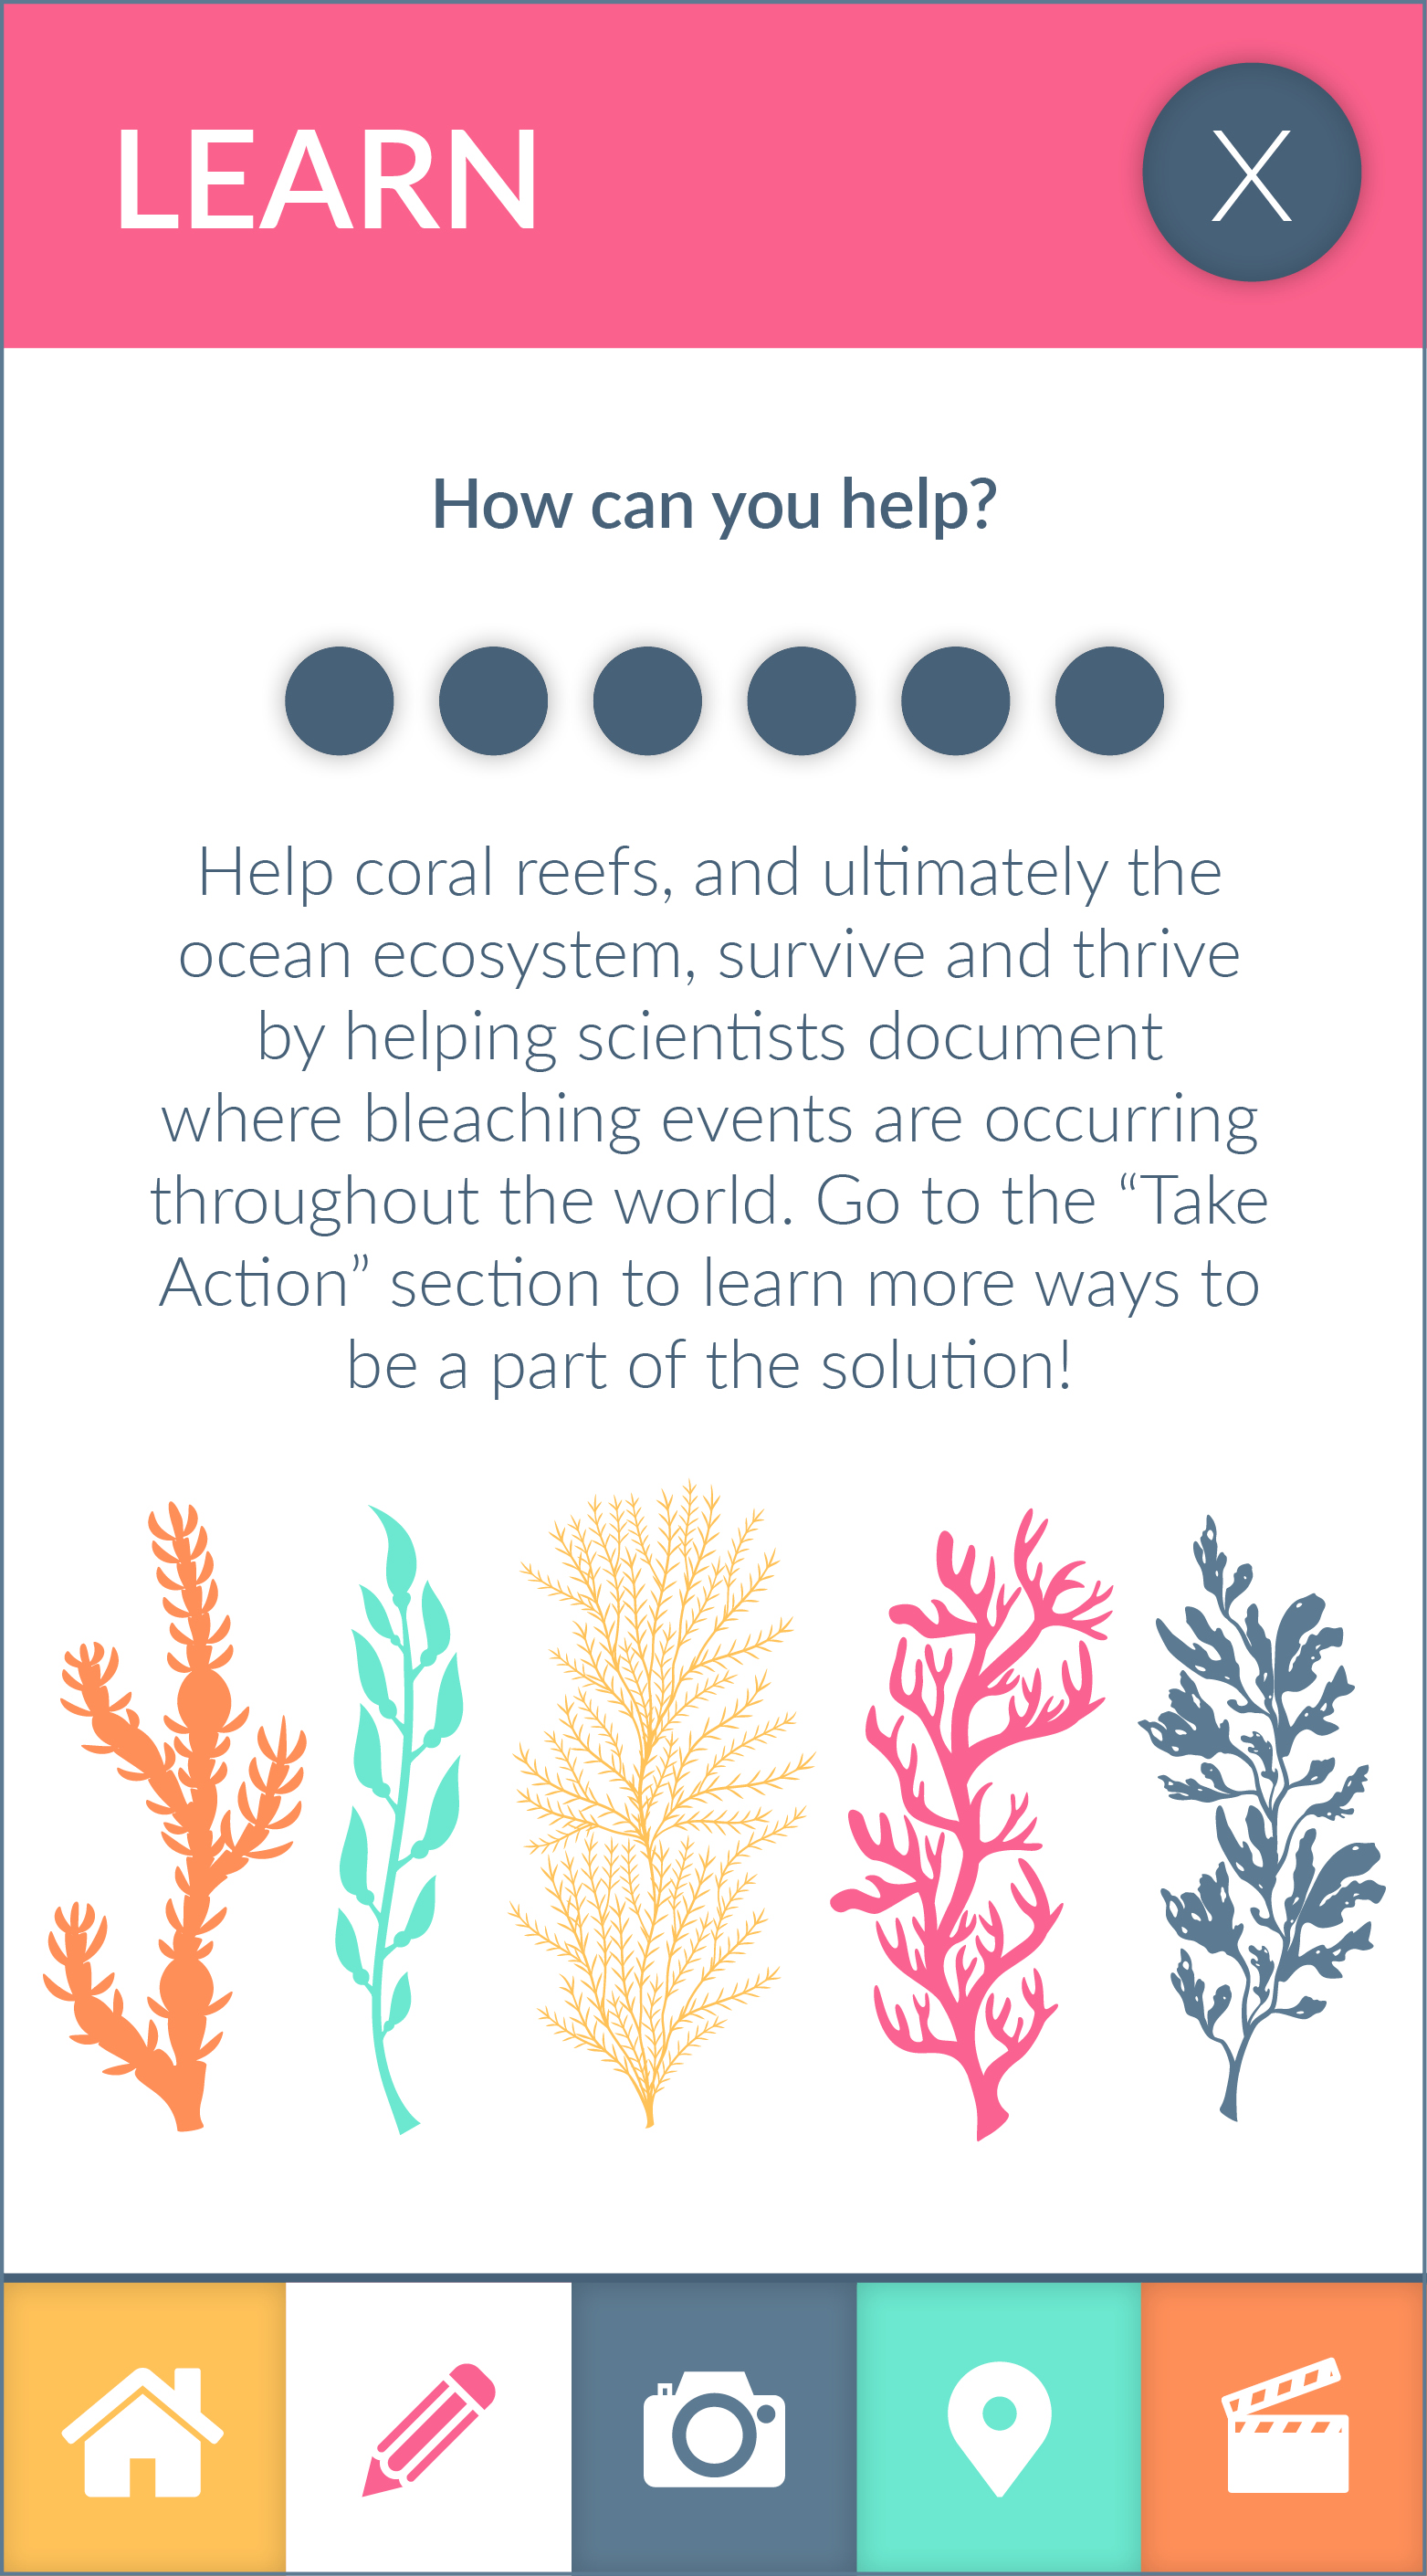 LEARN
X
How can you help?
Help coral reefs, and ultimately the
ocean ecosystem, survive and thrive
by helping scientists document
where bleaching events are occurring
throughout the world. Go to the “Take
Action” section to learn more ways to
be a part of the solution!